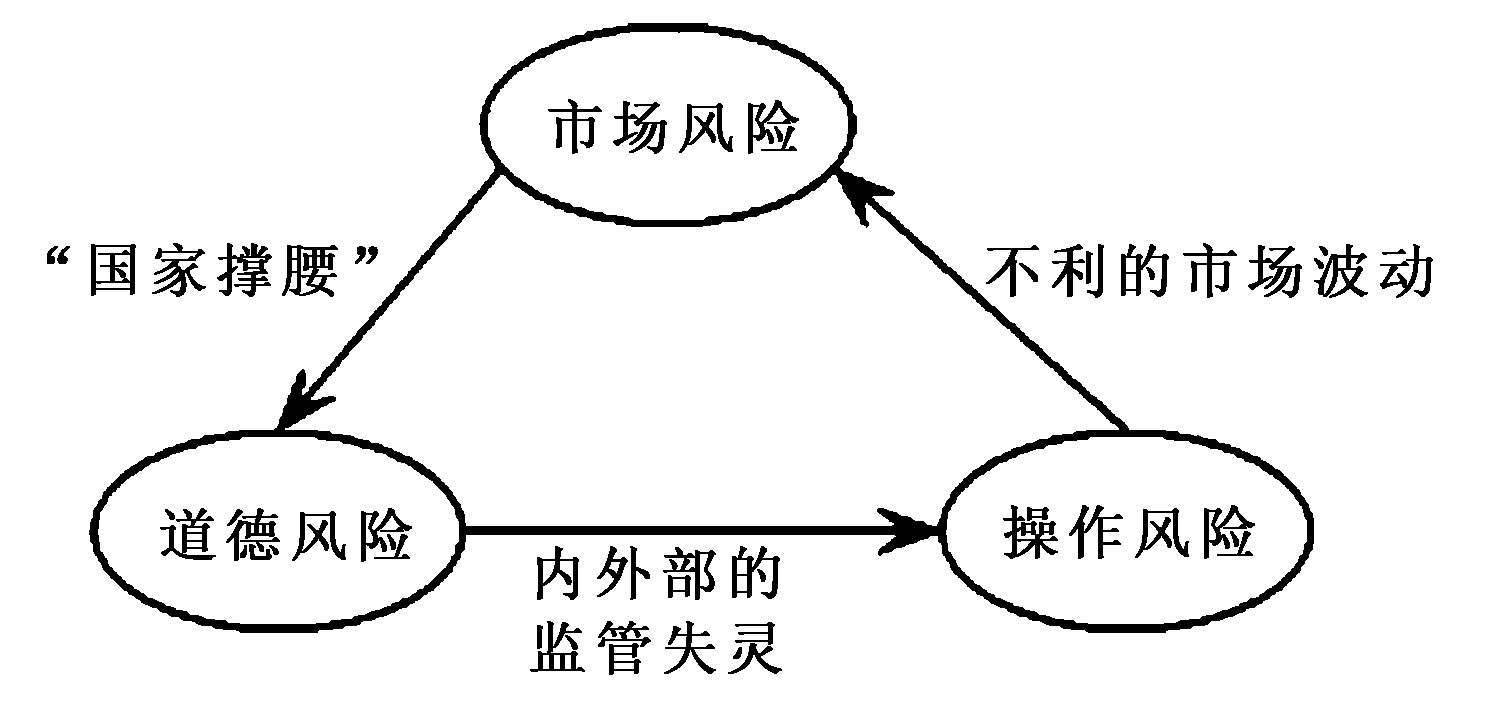 市场风险
“国家撑腰”
不利的市场波动
道德风险
操作风险
内外部的
监管失灵